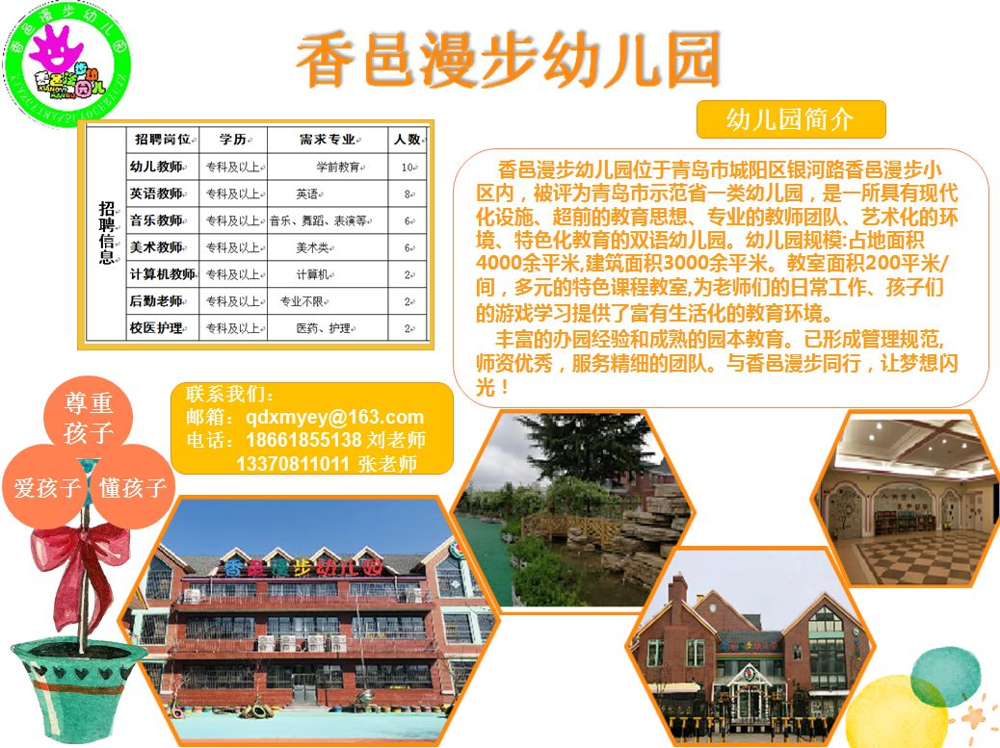 香邑漫步幼儿园
香邑漫步幼儿园
幼儿园简介
招聘信息
招聘岗位 学历 需求专业 人数
幼儿教师 专科及以上 学前教育 10
英语教师 专科及以上 英语 8
音乐教师 专科及以上 音乐、舞蹈、表演等 6
美术教师 专科及以上 美术类 6
计算机教师 专科及以上 计算机 2
后勤老师 专科及以上 专业不限 2
校医护理 专科及以上 医药、护理 2
香邑漫步幼儿园位于青岛市城阳区银河路香邑漫步小
区内，被评为青岛市示范省一类幼儿园，是一所具有现代
化设施、超前的教育思想、专业的教师团队、艺术化的环
境、特色化教育的双语幼儿园。幼儿园规模:占地面积
4000余平米,建筑面积3000余平米。教室面积200平米/
间，多元的特色课程教室,为老师们的日常工作、孩子们
的游戏学习提供了富有生活化的教育环境。
丰富的办园经验和成熟的园本教育。已形成管理规范,
师资优秀，服务精细的团队。与香邑漫步同行，让梦想闪
光！
尊重
孩子
爱孩子
懂孩子
联系我们：
邮箱：qdxmyey@163.com
电话：18661855138 刘老师
13370811011 张老师
香邑漫步幼儿园